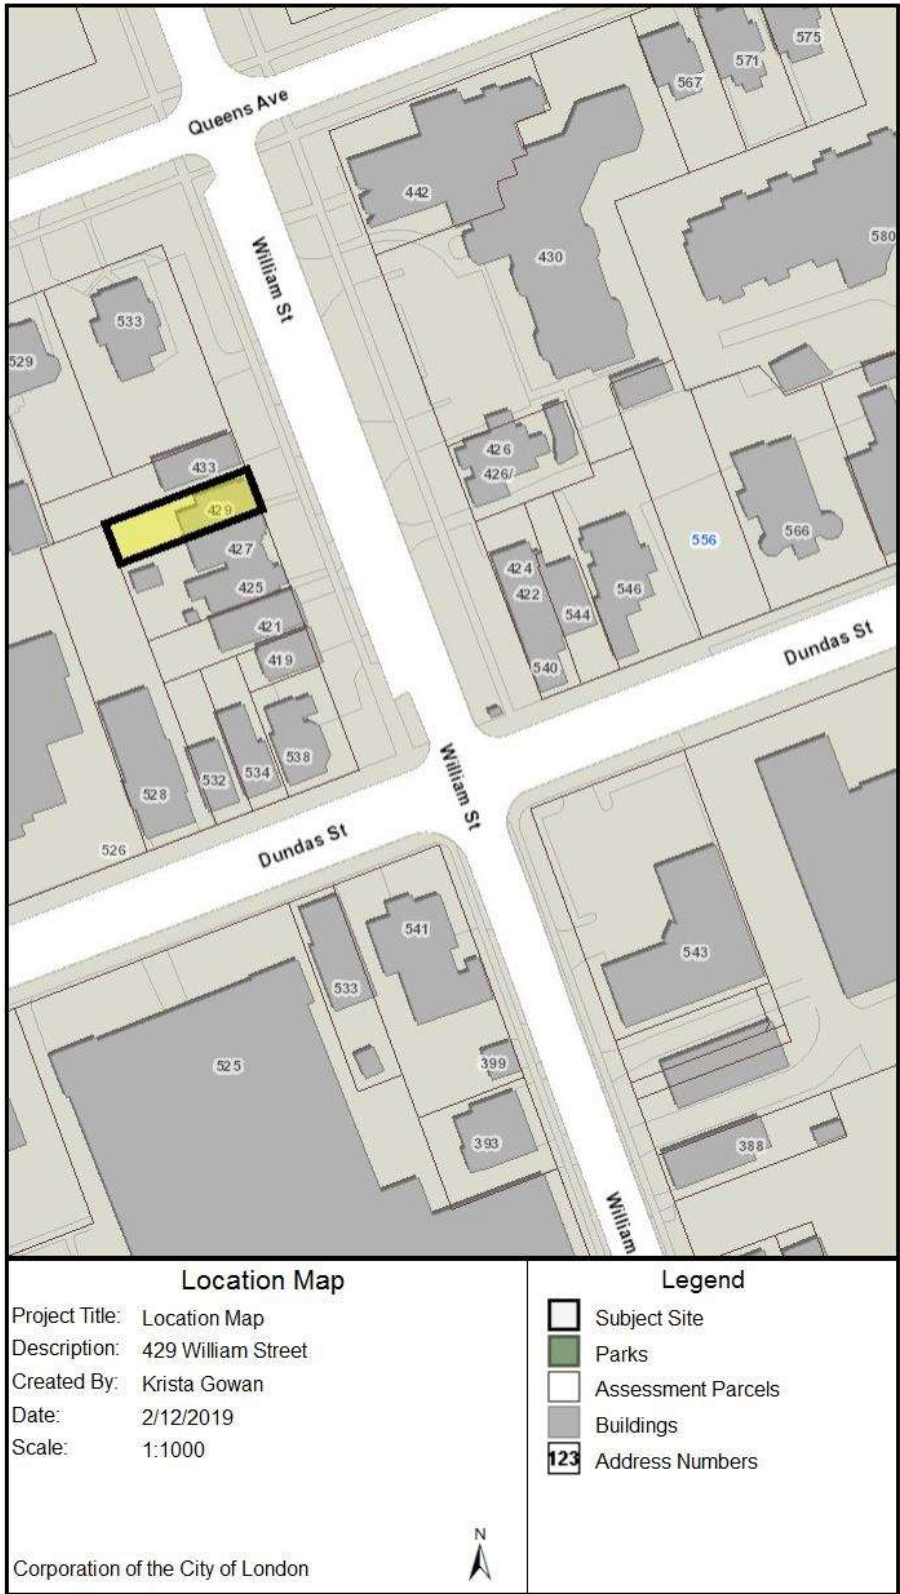 575
571
567
Queens Ave
442
580
William St
430
533
529
426
433
426/
429
556
566
427
424
425
422
546
544
421
Dundas St
419
540
538
William St
534
532
528
Dundas St
526
541
543
533
525
399
393
388
William
Location Map
Project Title: Location Map
Description: 429 William Street
Created By: Krista Gowan
Date: 2/12/2019
Scale: 1:1000
N
Corporation of the City of London
Legend
Subject Site
Parks
Assessment Parcels
Buildings
123 Address Numbers